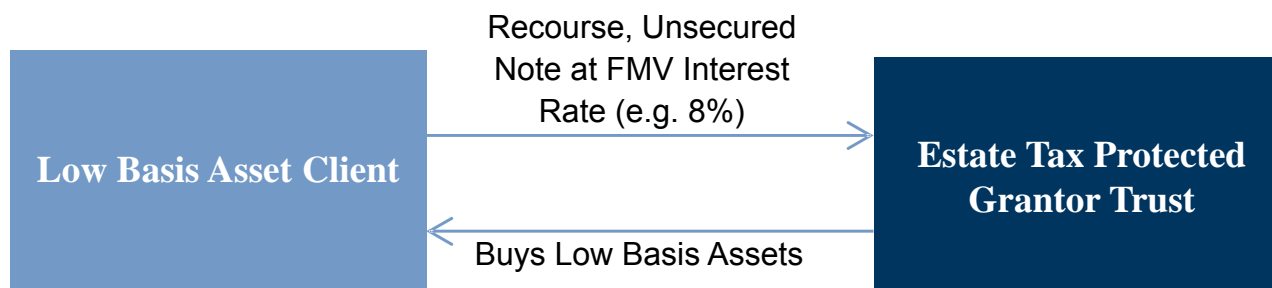 Recourse, Unsecured
Note at FMV Interest
Rate (e.g. 8%)
Low Basis Asset Client
Estate Tax Protected
Grantor Trust
Buys Low Basis Assets